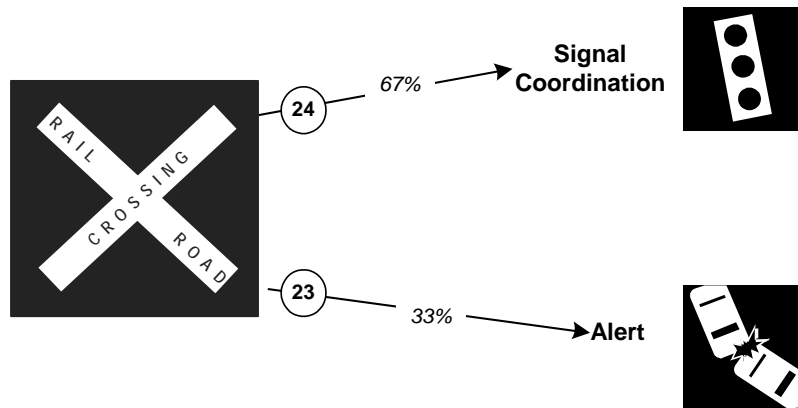 RAIL
CROSSING
ROAD
24
67%
Signal
Coordination
23
33%
Alert